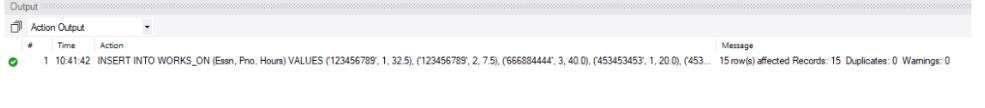 Output
Action Output
# Time Action Message
1 10:41:42 INSERT INTO WORKS_ON (Essn, Pno, Hours) VALUES ('123456789', 1, 32.5), ('123456789', 2, 7.5), ('666884444', 3, 40.0), ('453453453', 1, 20.0), ('453... 15 row(s) affected Records: 15 Duplicates: 0 Warnings: 0